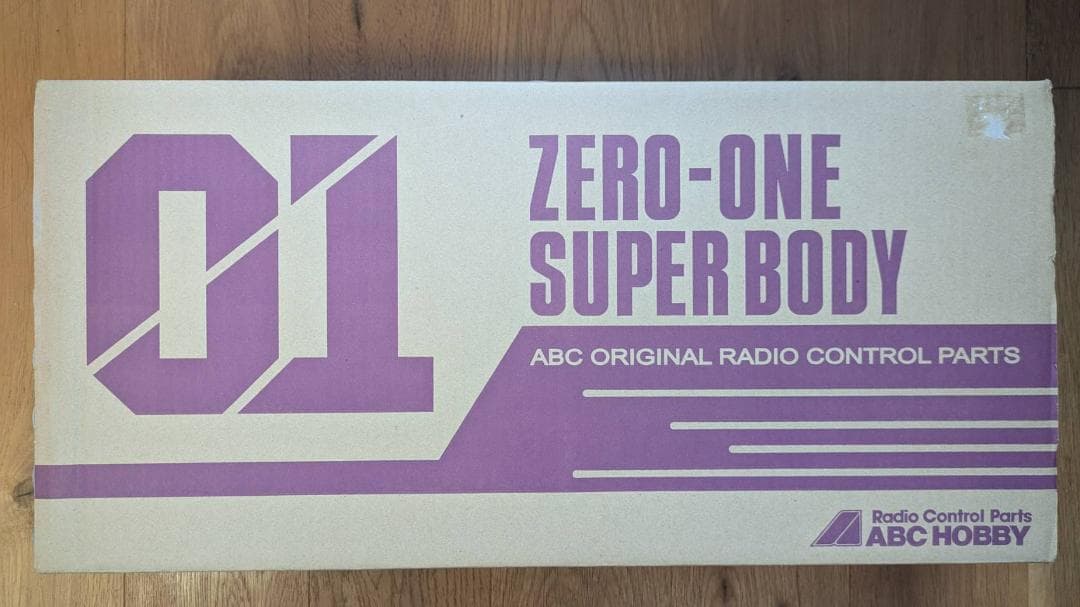 01
ZERO-ONE
SUPER BODY
ABC ORIGINAL RADIO CONTROL PARTS
Radio Control Parts
ABC HOBBY